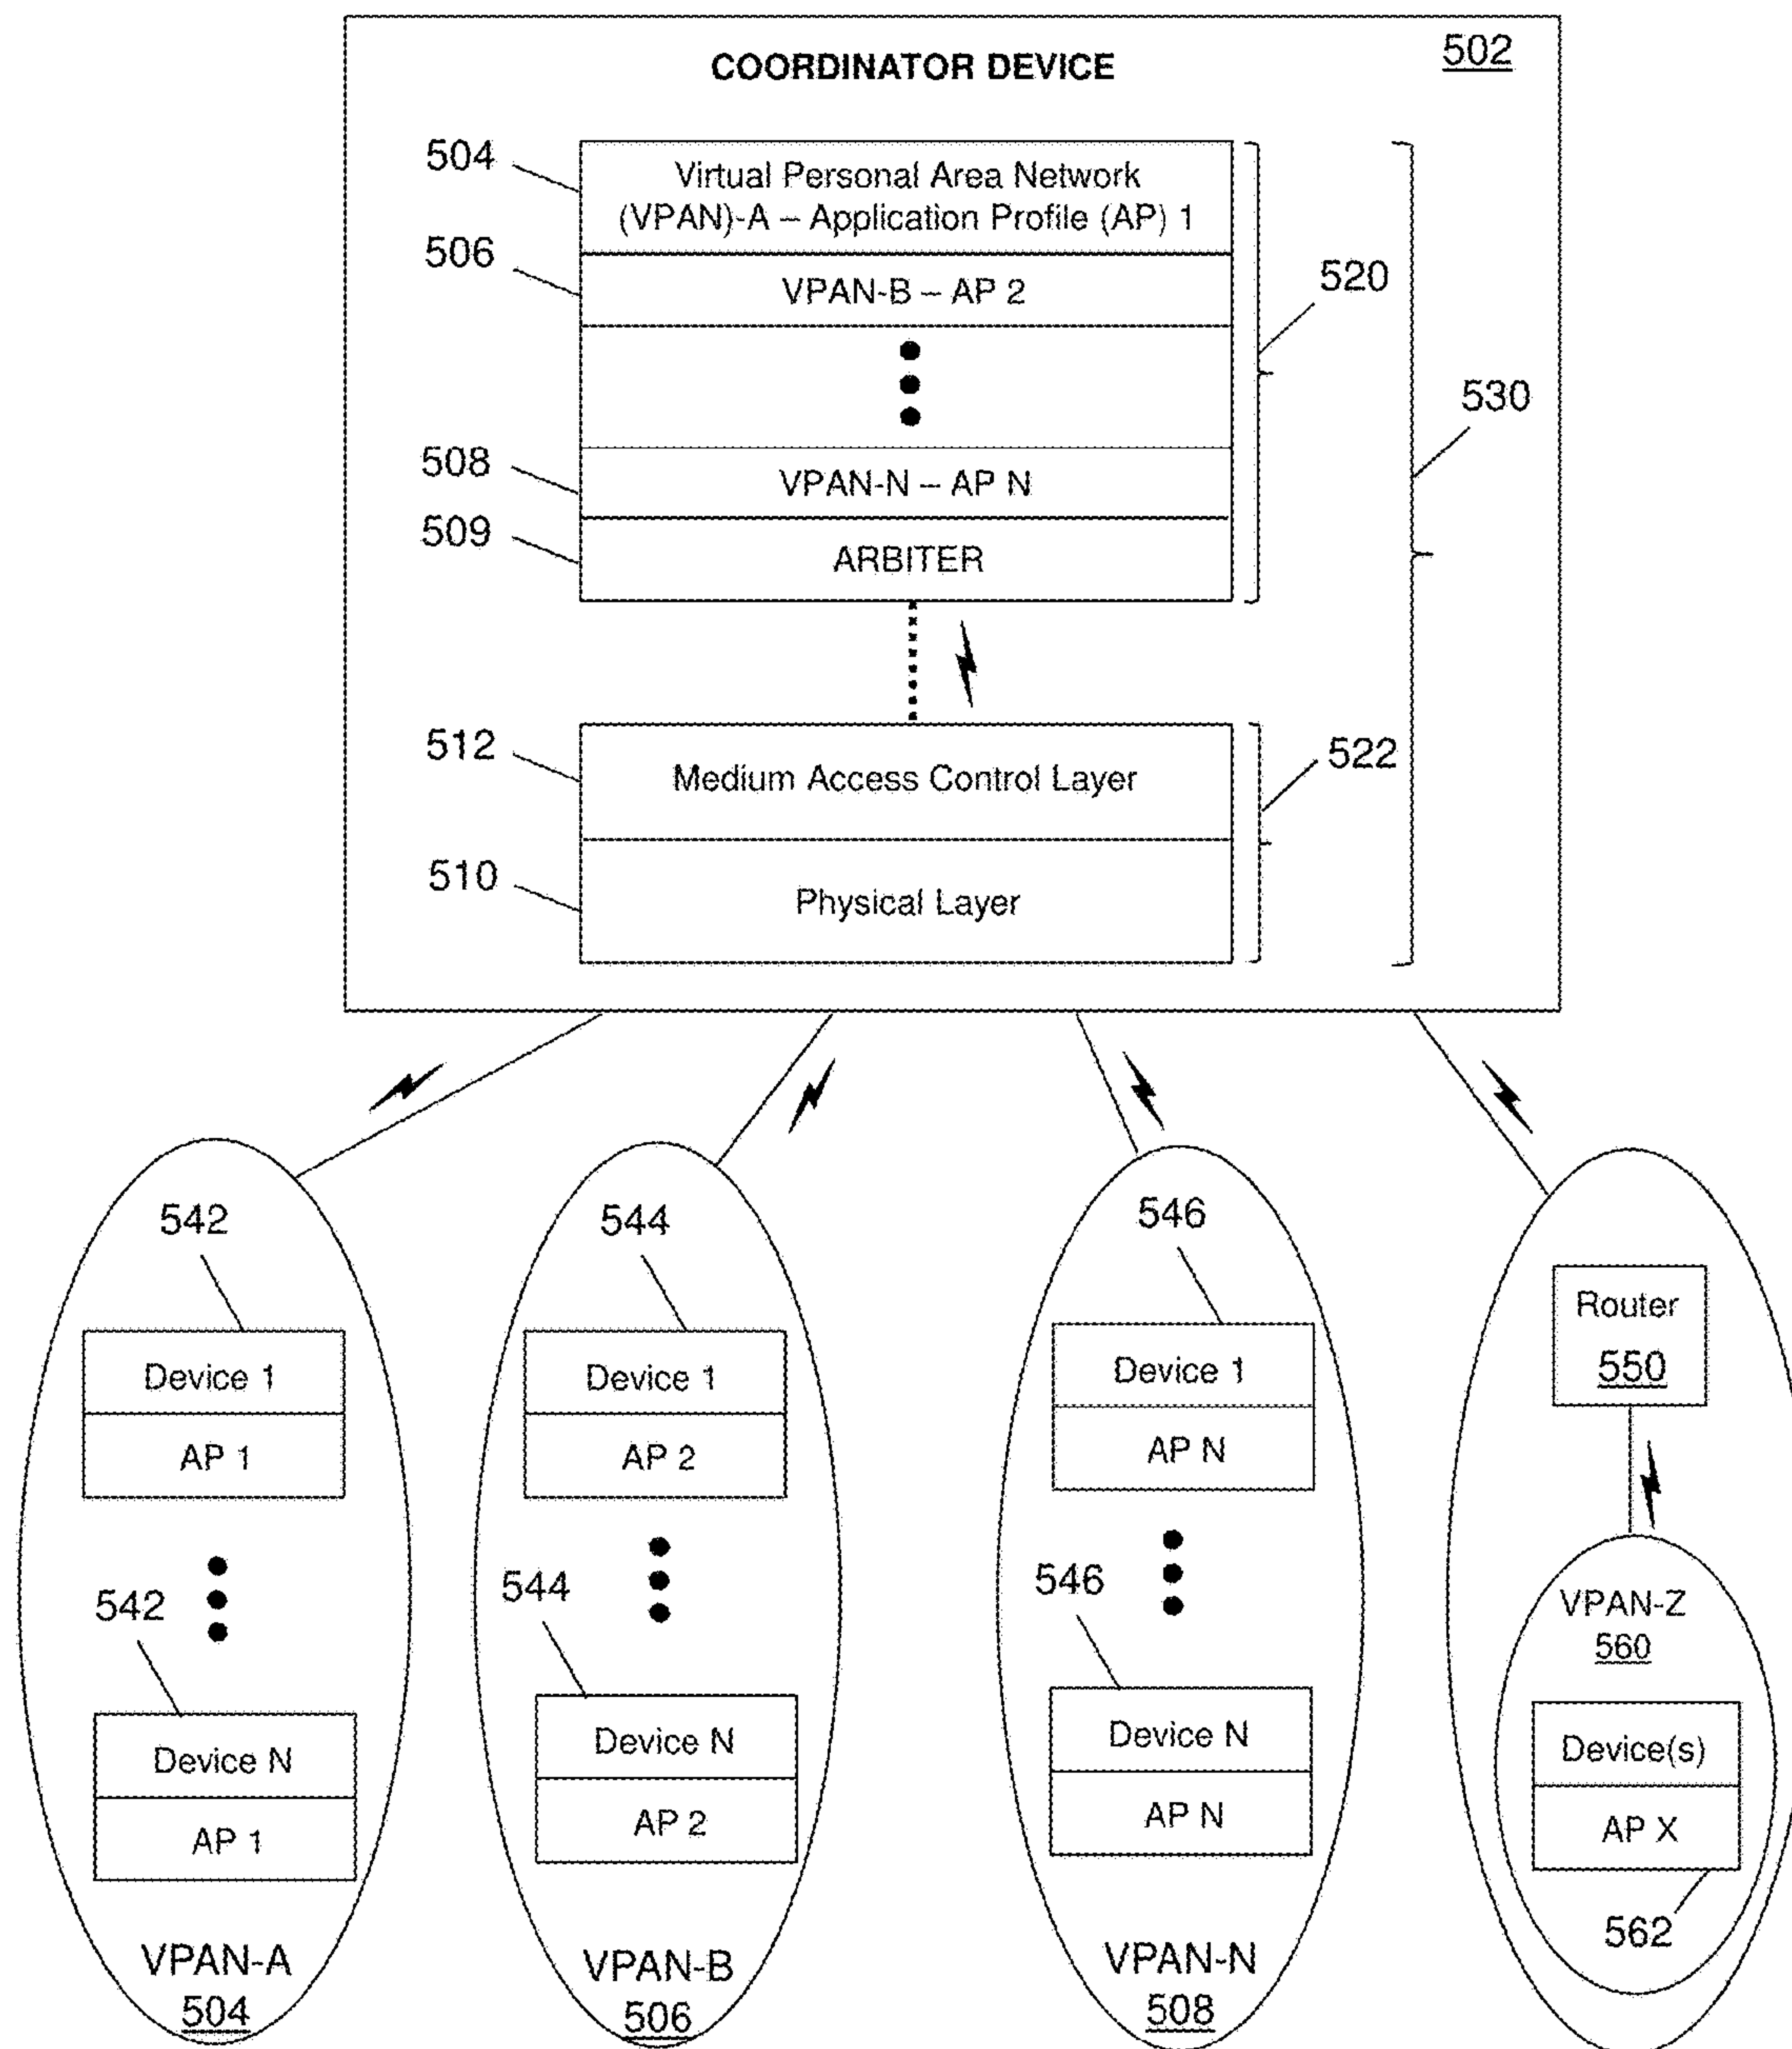 COORDINATOR DEVICE
502
504
Virtual Personal Area Network
(VPAN)-A – Application Profile (AP) 1
506
VPAN-B – AP 2
520
530
508
VPAN-N – AP N
509
ARBITER
512
Medium Access Control Layer
522
510
Physical Layer
542
Device 1
AP 1
542
Device N
AP 1
VPAN-A
504
544
Device 1
AP 2
544
Device N
AP 2
VPAN-B
506
546
Device 1
AP N
546
Device N
AP N
VPAN-N
508
Router
550
VPAN-Z
560
Device(s)
AP X
562